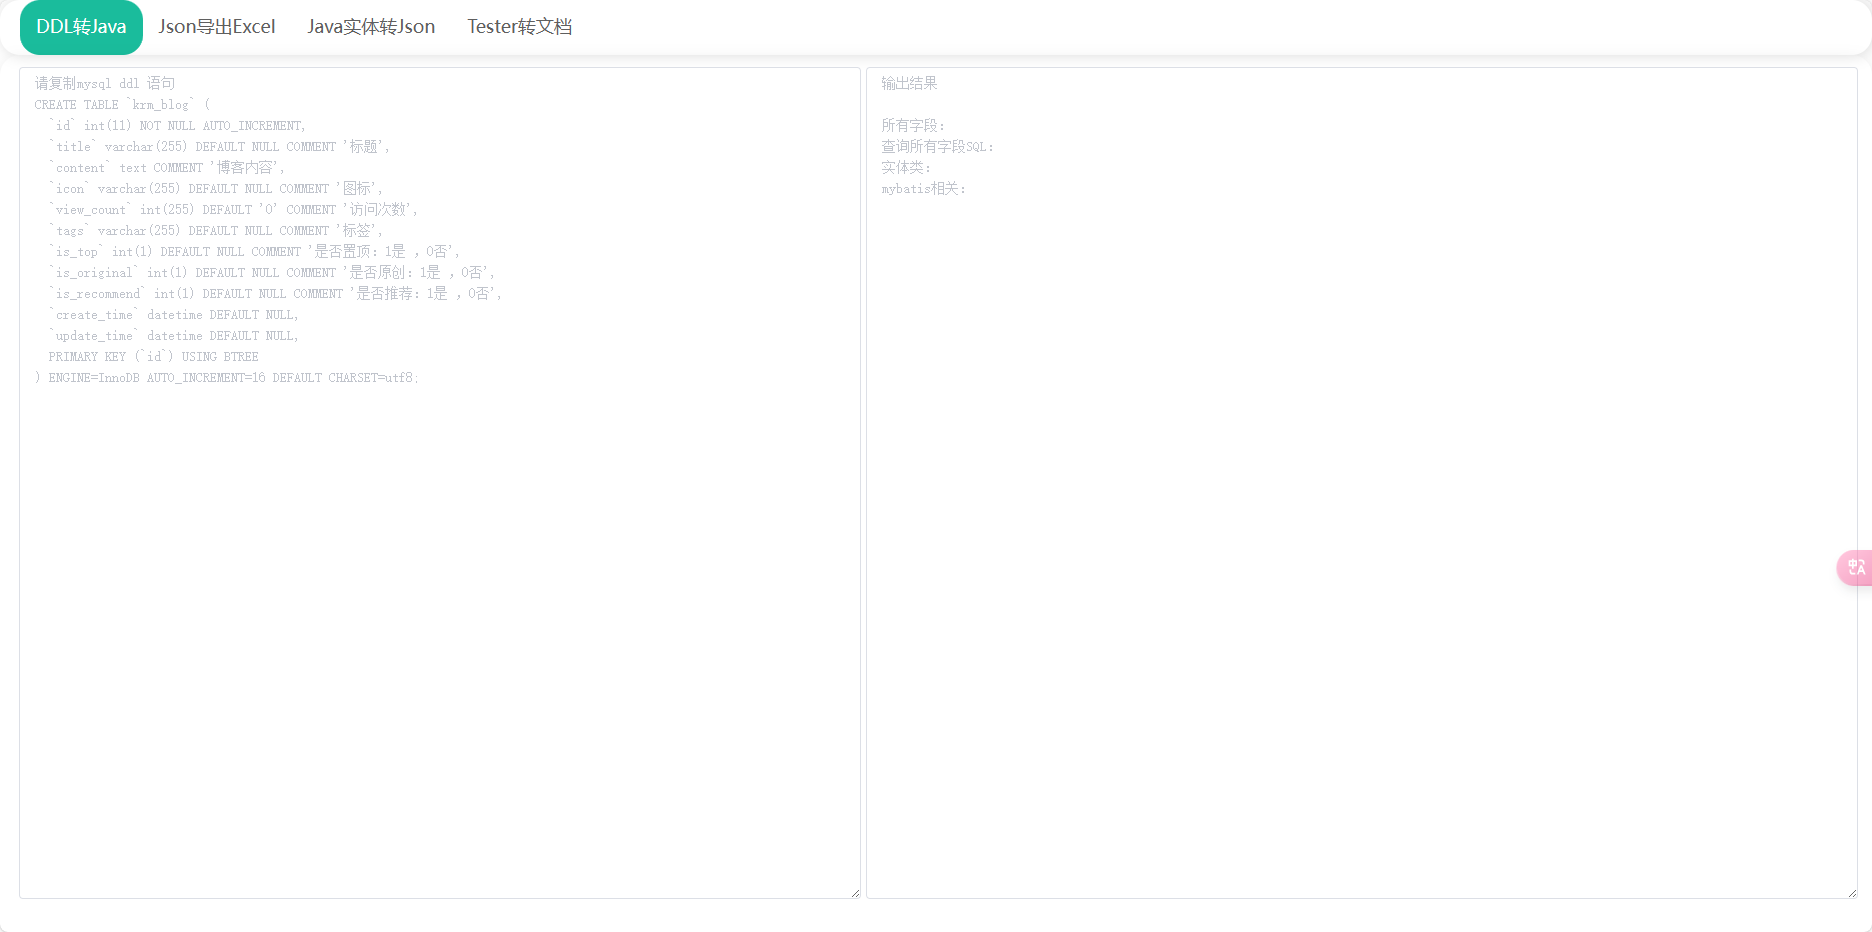 DDL转Java Json导出Excel Java实体转Json Tester转文档
请复制mysql ddl 语句
CREATE TABLE `krm_blog` (
  `id` int(11) NOT NULL AUTO_INCREMENT,
  `title` varchar(255) DEFAULT NULL COMMENT '标题',
  `content` text COMMENT '博客内容',
  `icon` varchar(255) DEFAULT NULL COMMENT '图标',
  `view_count` int(255) DEFAULT '0' COMMENT '访问次数',
  `tags` varchar(255) DEFAULT NULL COMMENT '标签',
  `is_top` int(1) DEFAULT NULL COMMENT '是否置顶：1是 ，0否',
  `is_original` int(1) DEFAULT NULL COMMENT '是否原创：1是 ，0否',
  `is_recommend` int(1) DEFAULT NULL COMMENT '是否推荐：1是 ，0否',
  `create_time` datetime DEFAULT NULL,
  `update_time` datetime DEFAULT NULL,
  PRIMARY KEY (`id`) USING BTREE
) ENGINE=InnoDB AUTO_INCREMENT=16 DEFAULT CHARSET=utf8;
输出结果
所有字段：
查询所有字段SQL：
实体类：
mybatis相关：